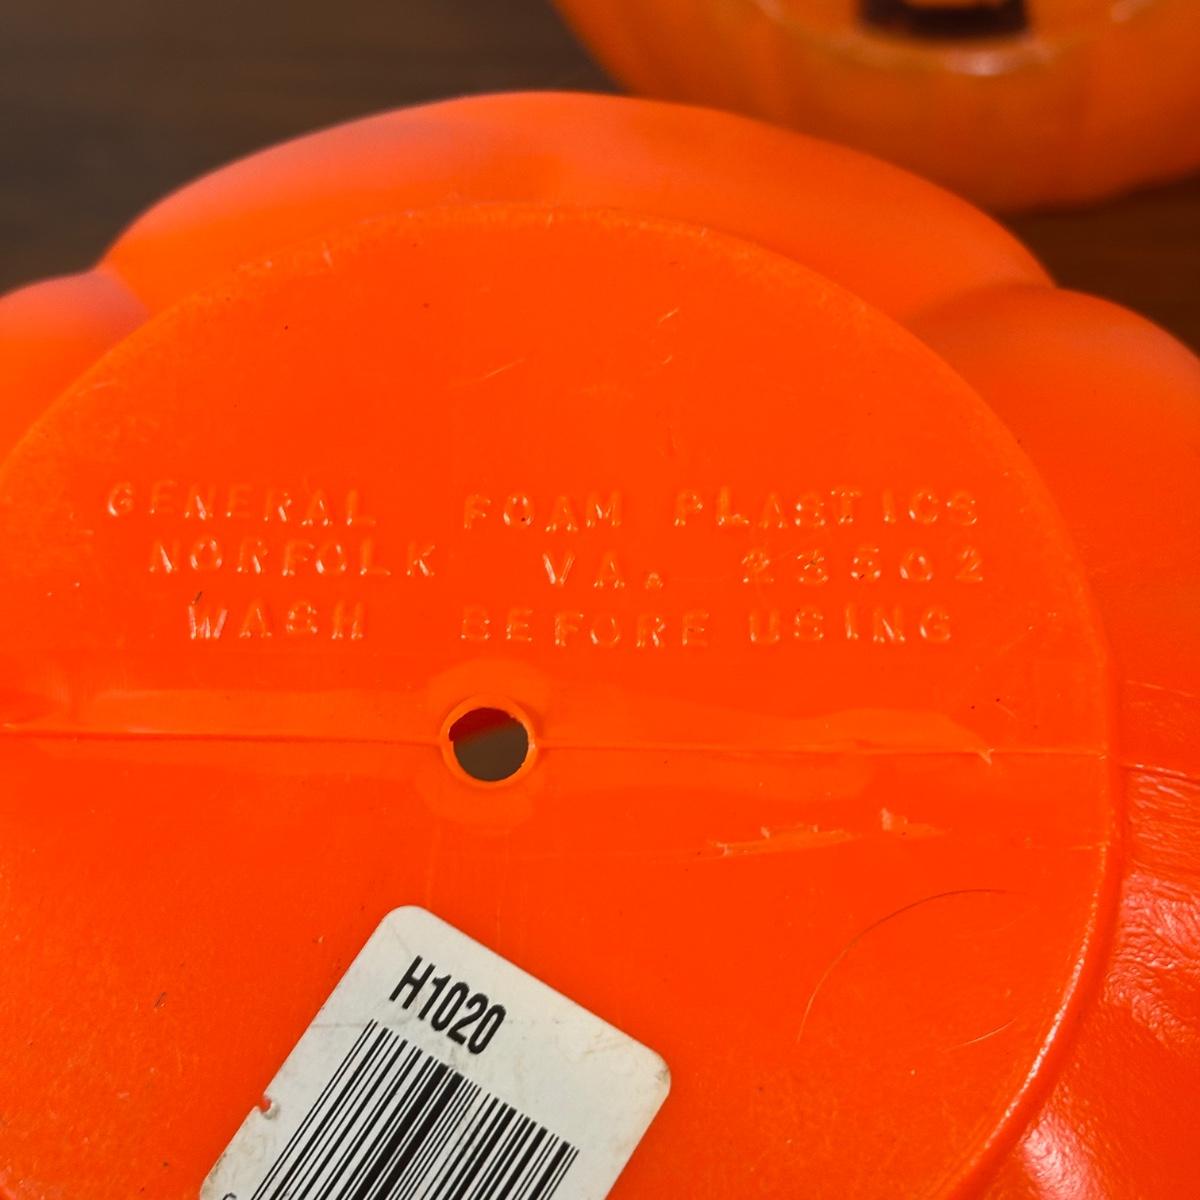 GENERAL FOAM PLASTICS
NORFOLK VA. 23502
WASH BEFORE USING
H1020